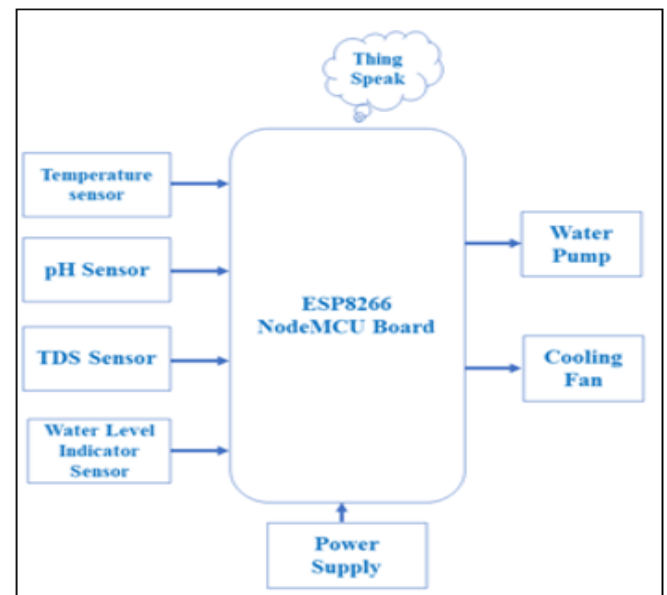 Thing
Speak
Temperature
sensor
pH Sensor
TDS Sensor
Water Level
Indicator
Sensor
ESP8266
NodeMCU Board
Water
Pump
Cooling
Fan
Power
Supply